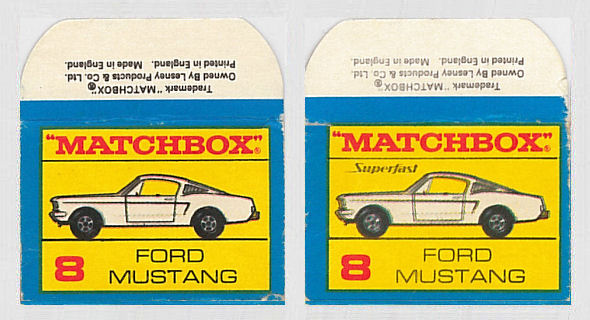 Trademark "MATCHBOX"®
Owned By Lesney Products & Co. Ltd.
Printed in England. Made in England.
"MATCHBOX"®
8
FORD
MUSTANG
Trademark "MATCHBOX"®
Owned By Lesney Products & Co. Ltd.
Printed in England. Made in England.
"MATCHBOX"®
Superfast
8
FORD
MUSTANG